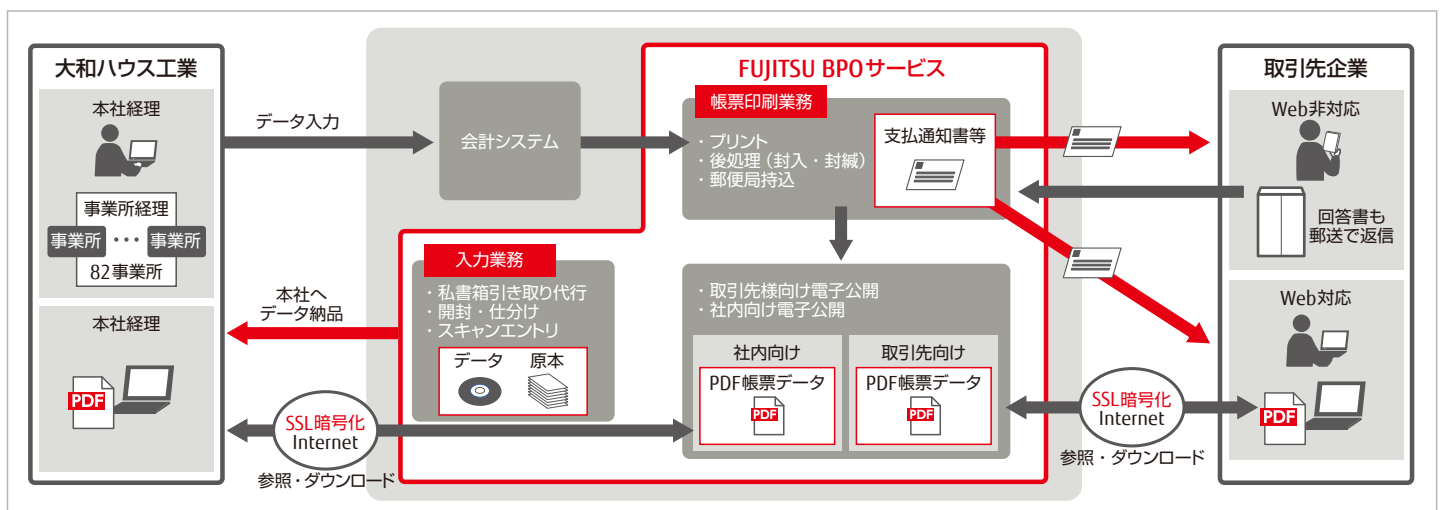 大和ハウス工業
本社経理
事業所経理
事業所 ・・・ 事業所
82事業所
本社経理
PDF
データ入力
本社へ
データ納品
SSL暗号化
Internet
参照・ダウンロード
会計システム
FUJITSU BPOサービス
帳票印刷業務
・プリント
・後処理（封入・封緘）
・郵便局持込
支払通知書等
入力業務
・私書箱引き取り代行
・開封・仕分け
・スキャンエントリ
データ 原本
・取引先様向け電子公開
・社内向け電子公開
社内向け
PDF帳票データ
PDF
取引先向け
PDF帳票データ
PDF
SSL暗号化
Internet
参照・ダウンロード
取引先企業
Web非対応
回答書も
郵送で返信
Web対応
PDF